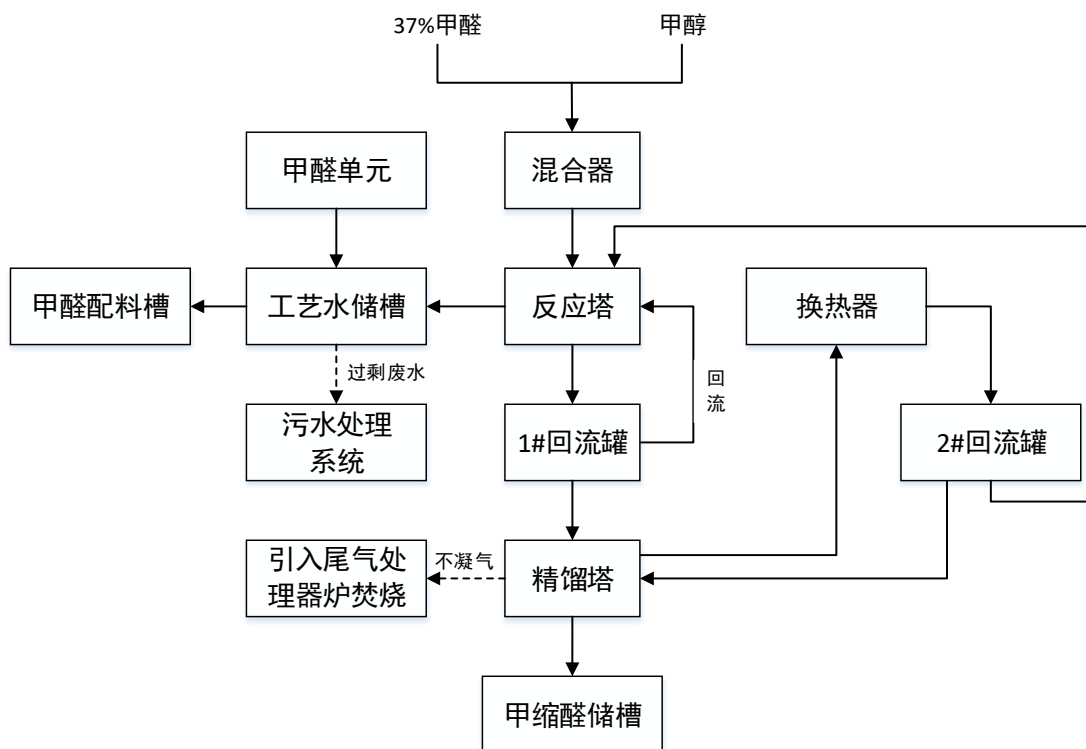 37%甲醛
甲醇
甲醛单元
混合器
甲醛配料槽
工艺水储槽
反应塔
换热器
过剩废水
回
流
污水处理
系统
1#回流罐
2#回流罐
引入尾气处
理器炉焚烧
不凝气
精馏塔
甲缩醛储槽